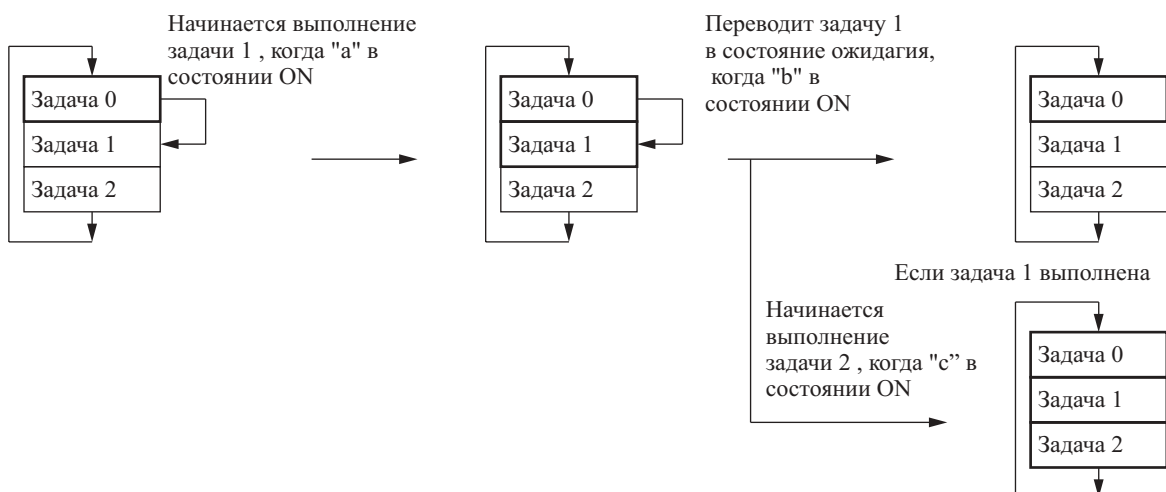 Начинается выполнение
задачи 1 , когда "a" в
состоянии ON
Задача 0
Задача 1
Задача 2
Задача 0
Задача 1
Задача 2
Переводит задачу 1
в состояние ожидагия,
когда "b" в
состоянии ON
Задача 0
Задача 1
Задача 2
Если задача 1 выполнена
Начинается
выполнение
задачи 2 , когда "c” в
состоянии ON
Задача 0
Задача 1
Задача 2